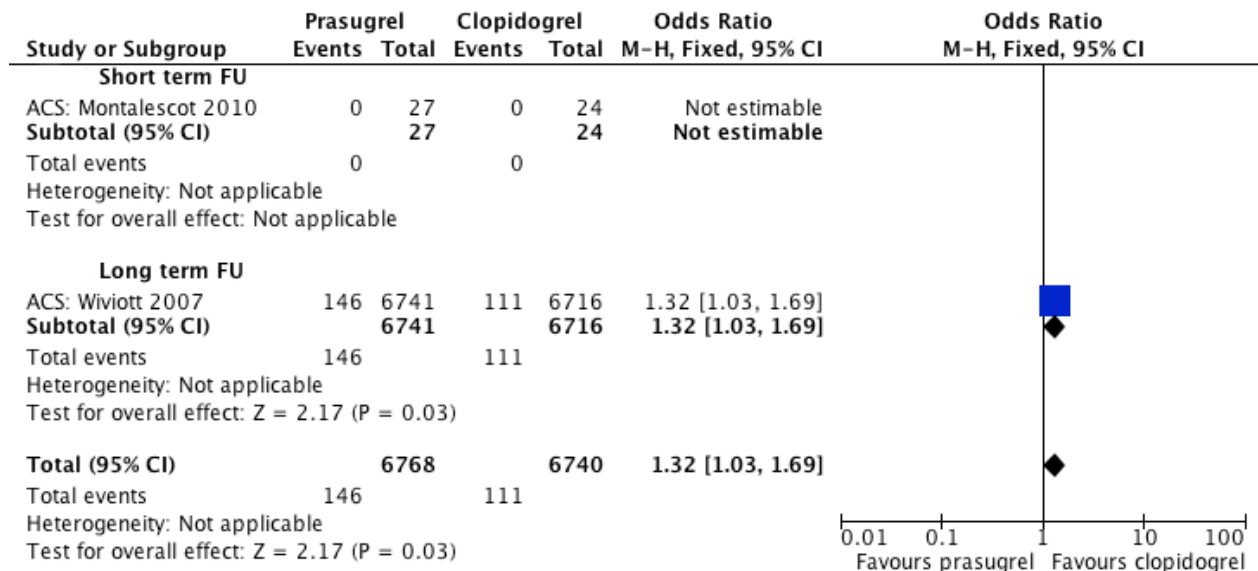 Prasugrel Clopidogrel Odds Ratio Odds Ratio
Study or Subgroup Events Total Events Total M-H, Fixed, 95% CI M-H, Fixed, 95% CI
Short term FU
ACS: Montalescot 2010 0 27 0 24 Not estimable
Subtotal (95% CI) 27 24 Not estimable
Total events 0 0
Heterogeneity: Not applicable
Test for overall effect: Not applicable
Long term FU
ACS: Wiviott 2007 146 6741 111 6716 1.32 [1.03, 1.69]
Subtotal (95% CI) 6741 6716 1.32 [1.03, 1.69]
Total events 146 111
Heterogeneity: Not applicable
Test for overall effect: Z = 2.17 (P = 0.03)
Total (95% CI) 6768 6740 1.32 [1.03, 1.69]
Total events 146 111
Heterogeneity: Not applicable
Test for overall effect: Z = 2.17 (P = 0.03)
0.01 0.1 1 10 100
Favours prasugrel Favours clopidogrel